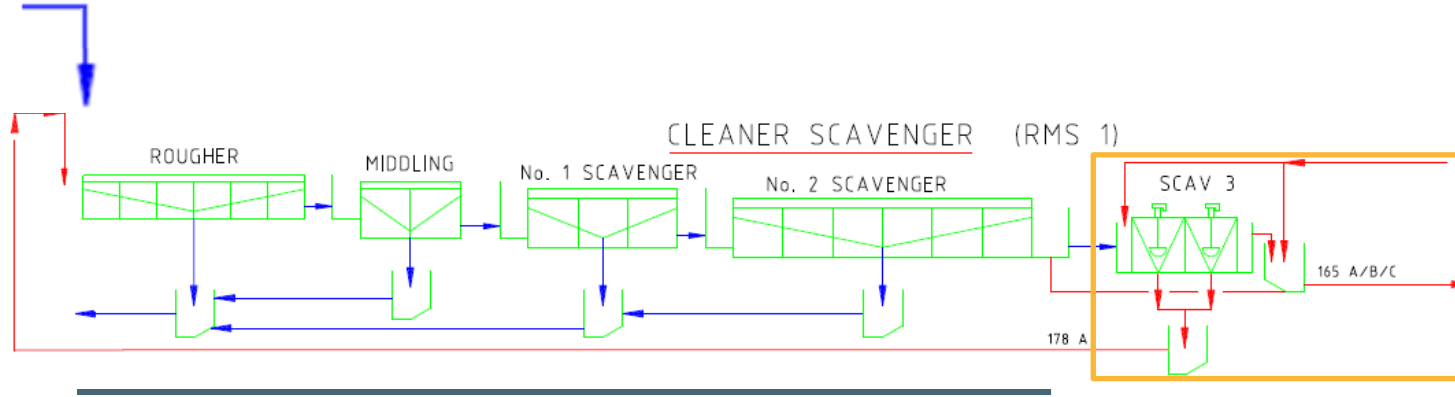 CLEANER SCAVENGER (RMS 1)
ROUGHER
MIDDLING
No. 1 SCAVENGER
No. 2 SCAVENGER
SCAV 3
165 A/B/C
178 A